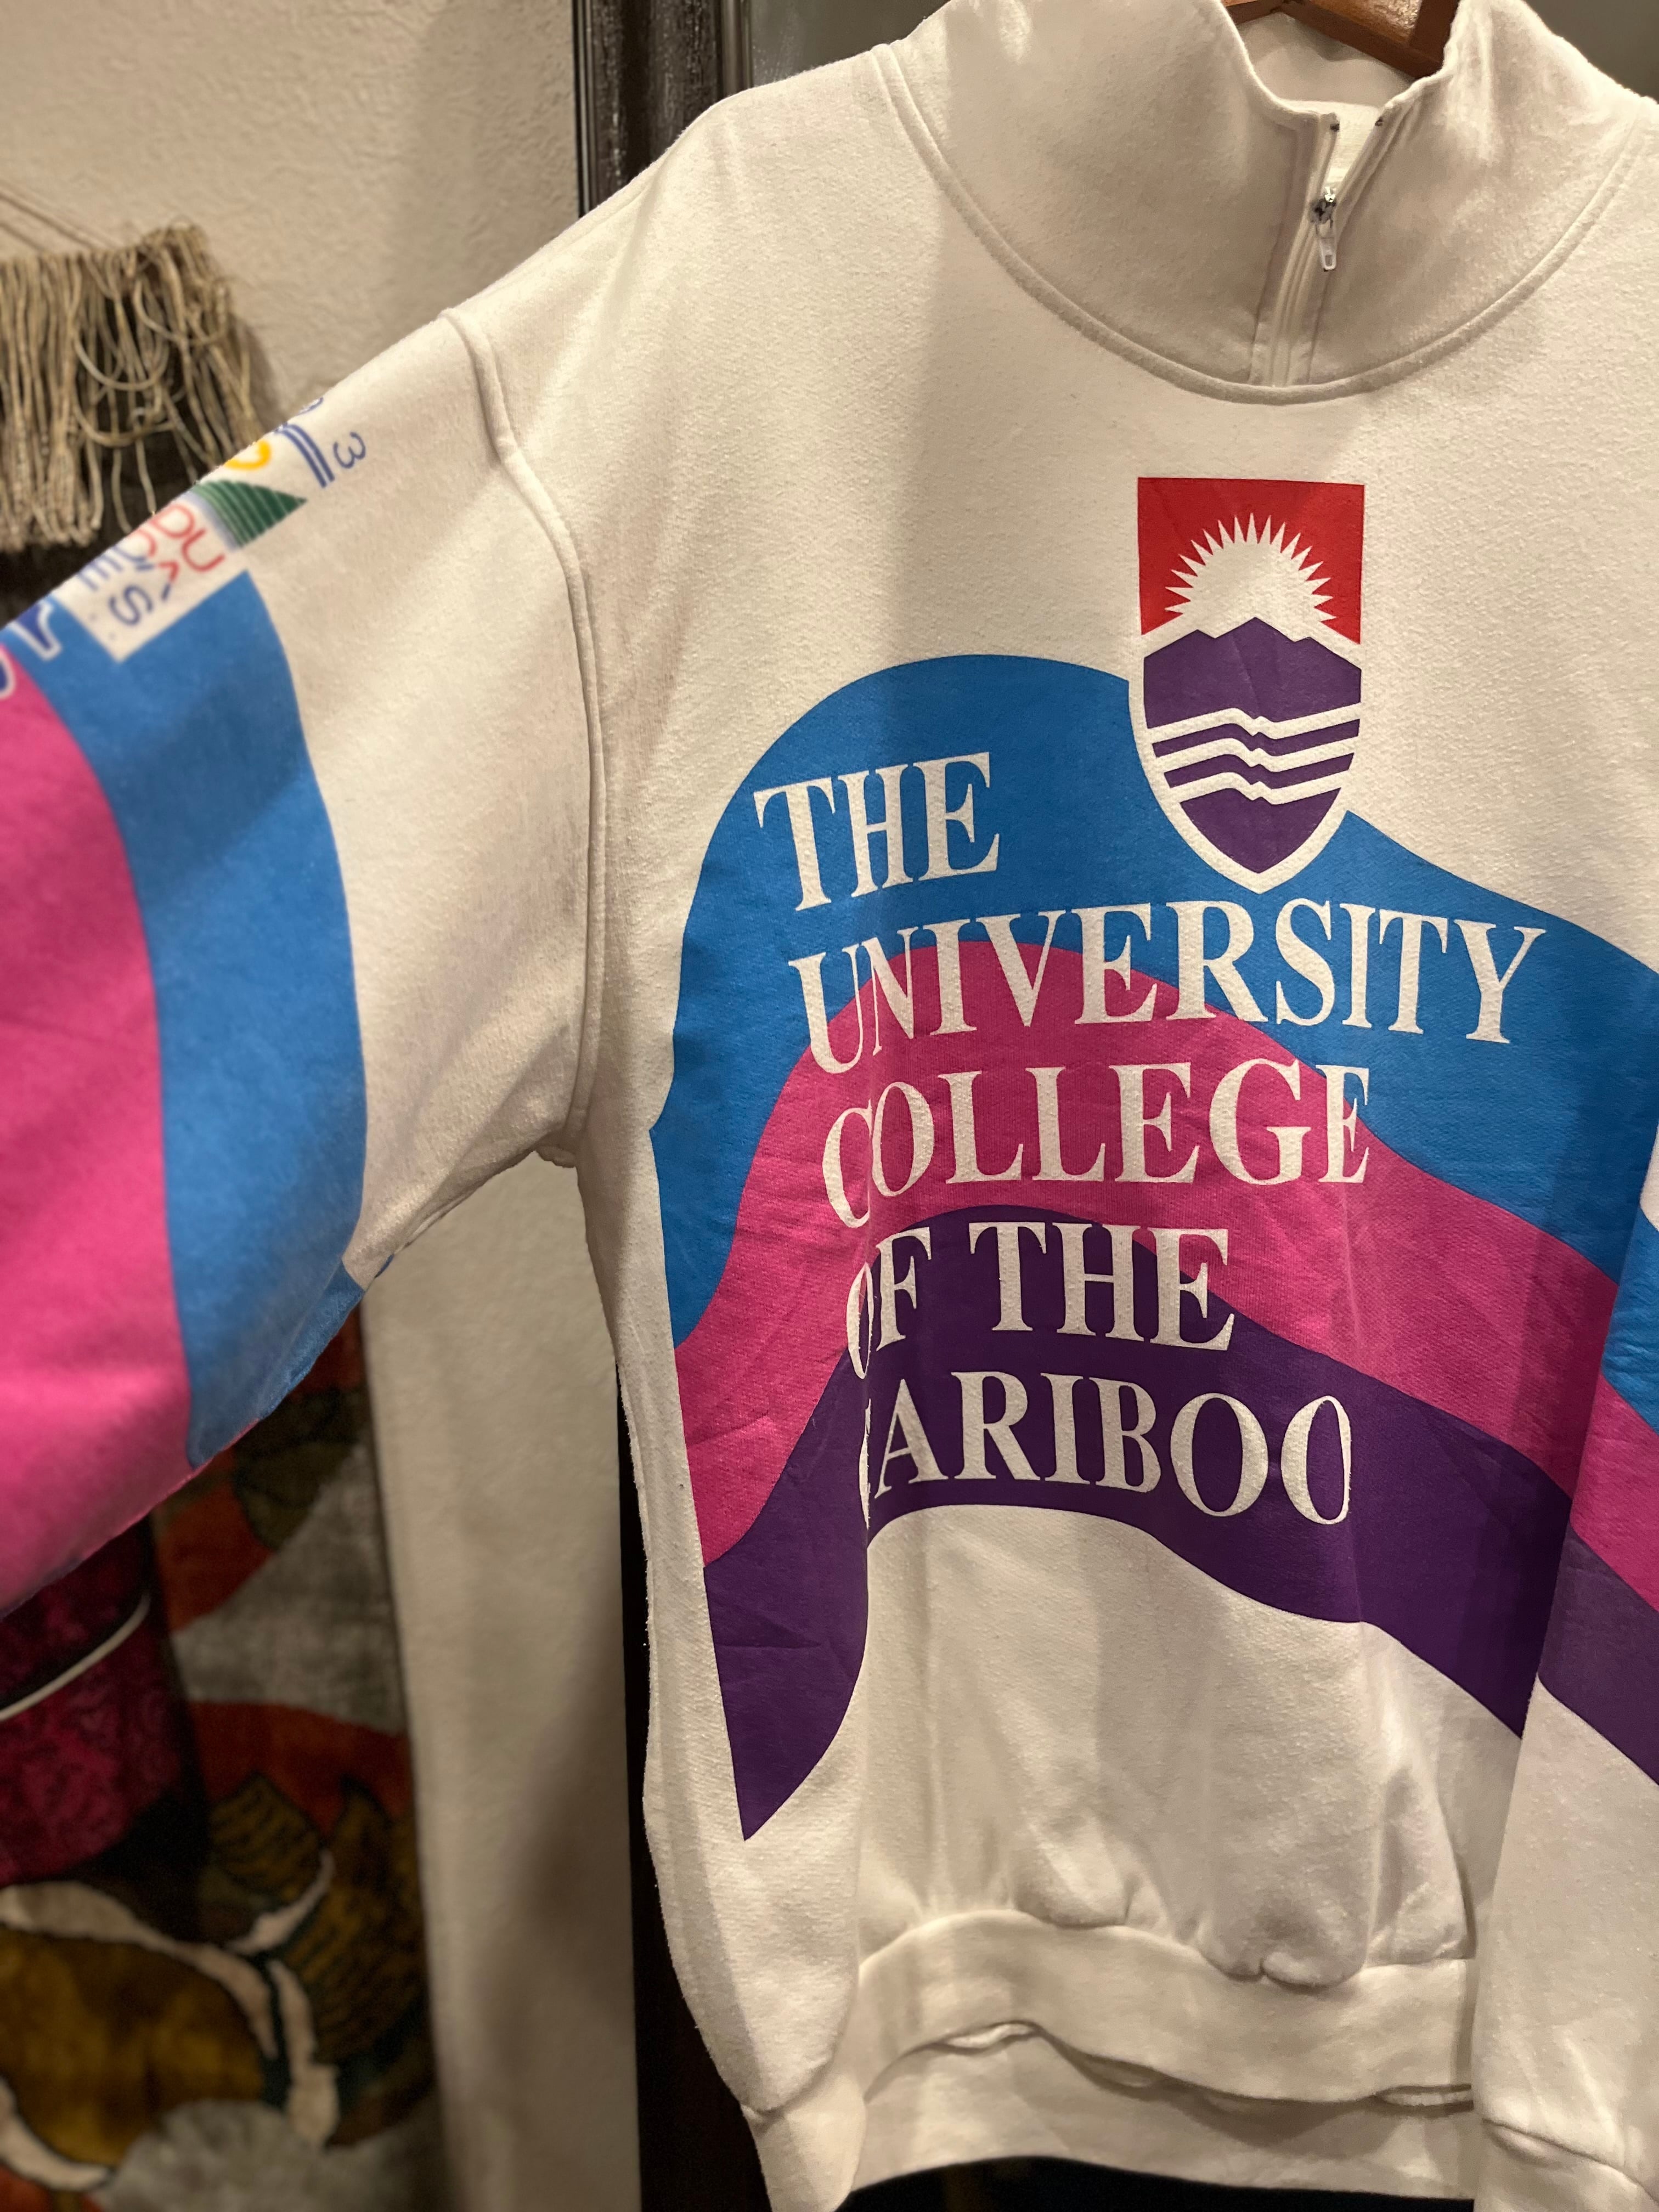 THE
UNIVERSITY
COLLEGE
OF THE
CARIBOO